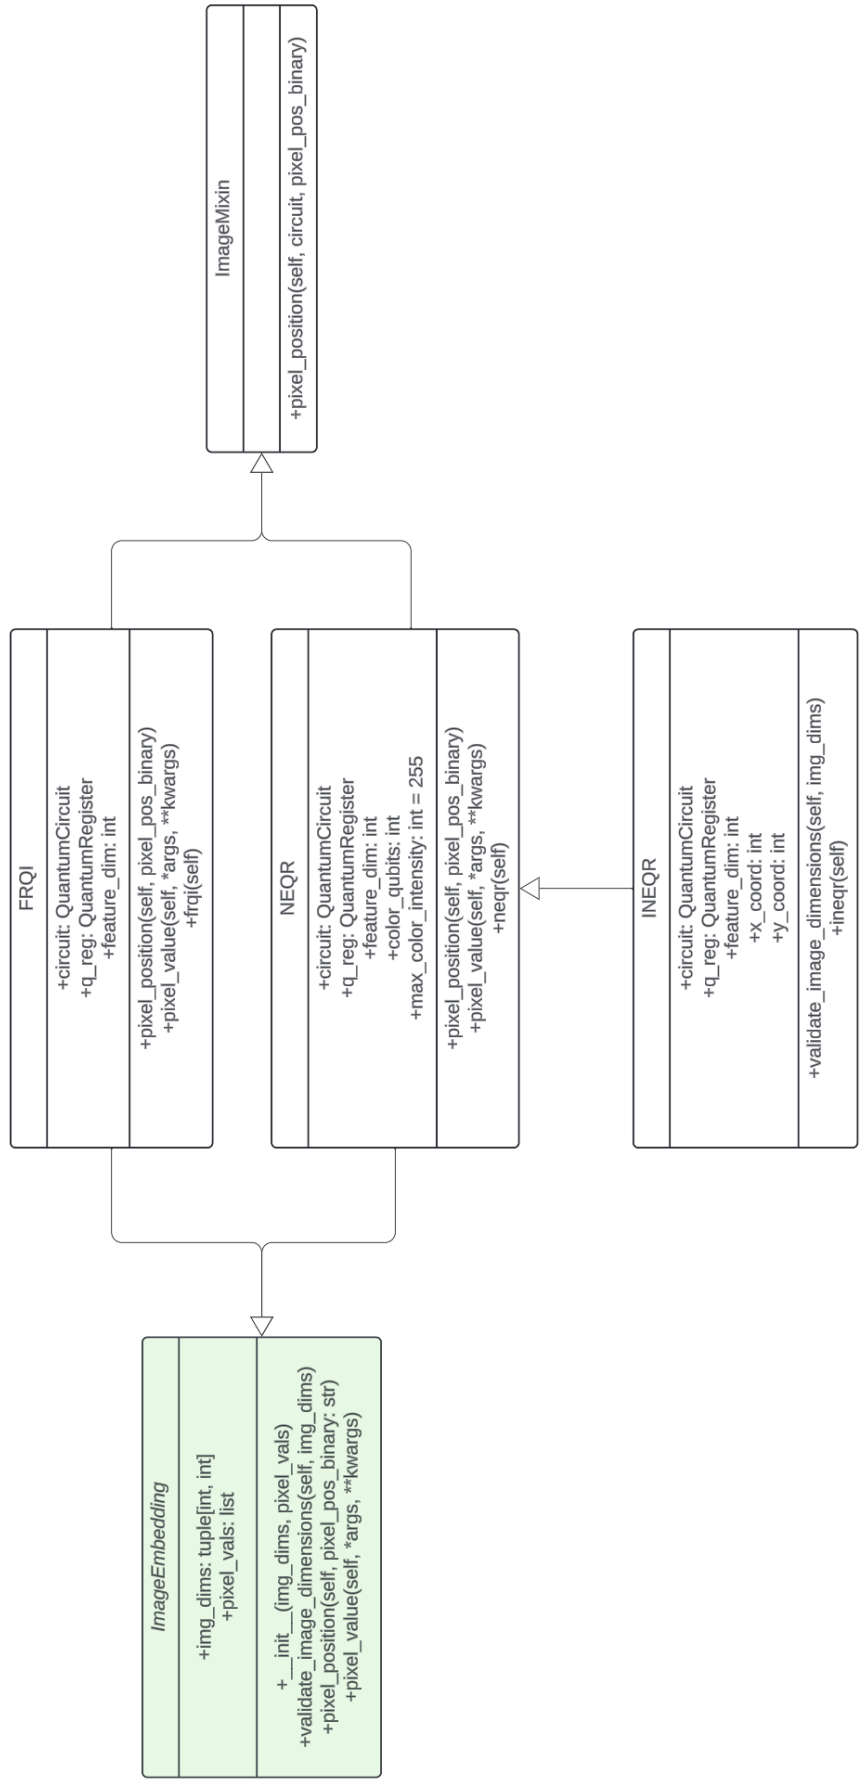 ImageEmbedding
+img_dims: tuple[int, int]
+pixel_vals: list
+__init__(img_dims, pixel_vals)
+validate_image_dimensions(self, img_dims)
+pixel_position(self, pixel_pos_binary: str)
+pixel_value(self, *args, **kwargs)
FRQI
+circuit: QuantumCircuit
+q_reg: QuantumRegister
+feature_dim: int
+pixel_position(self, pixel_pos_binary)
+pixel_value(self, *args, **kwargs)
+frqi(self)
NEQR
+circuit: QuantumCircuit
+q_reg: QuantumRegister
+feature_dim: int
+color_qubits: int
+max_color_intensity: int = 255
+pixel_position(self, pixel_pos_binary)
+pixel_value(self, *args, **kwargs)
+neqr(self)
INEQR
+circuit: QuantumCircuit
+q_reg: QuantumRegister
+feature_dim: int
+x_coord: int
+y_coord: int
+validate_image_dimensions(self, img_dims)
+ineqr(self)
ImageMixin
+pixel_position(self, circuit, pixel_pos_binary)